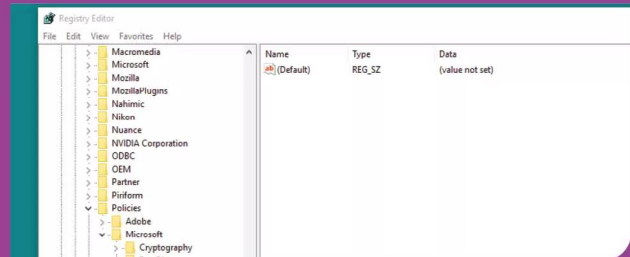 Registry Editor
File Edit View Favorites Help
Name Type Data
(Default) REG_SZ (value not set)
Macromedia
Microsoft
Mozilla
MozillaPlugins
Nahimic
Nikon
Nuance
NVIDIA Corporation
ODBC
OEM
Partner
Piriform
Policies
Adobe
Microsoft
Cryptography